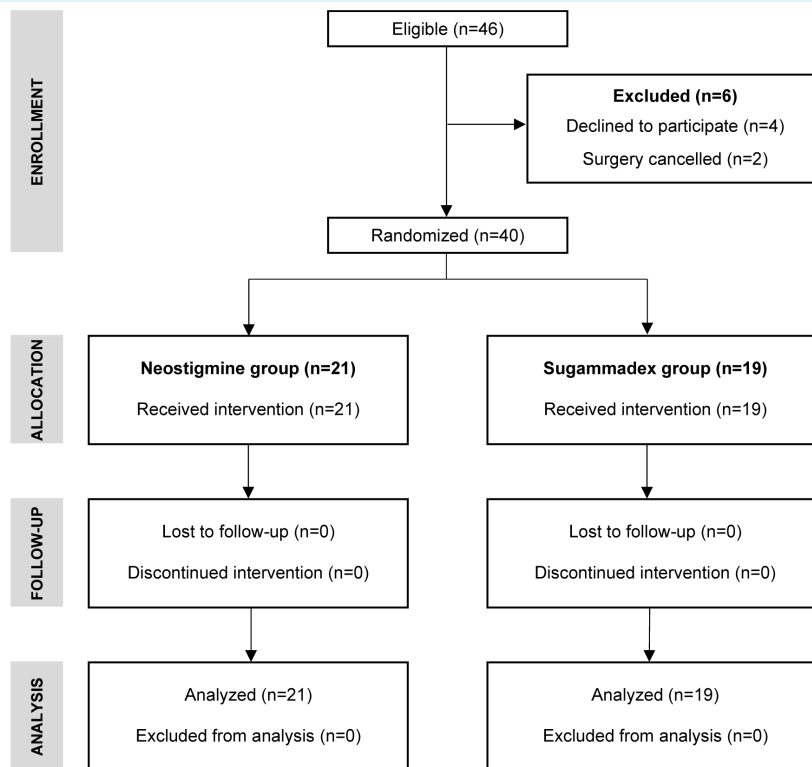 ENROLLMENT
Eligible (n=46)
Excluded (n=6)
Declined to participate (n=4)
Surgery cancelled (n=2)
Randomized (n=40)
ALLOCATION
Neostigmine group (n=21)
Received intervention (n=21)
Sugammadex group (n=19)
Received intervention (n=19)
FOLLOW-UP
Lost to follow-up (n=0)
Discontinued intervention (n=0)
Lost to follow-up (n=0)
Discontinued intervention (n=0)
ANALYSIS
Analyzed (n=21)
Excluded from analysis (n=0)
Analyzed (n=19)
Excluded from analysis (n=0)